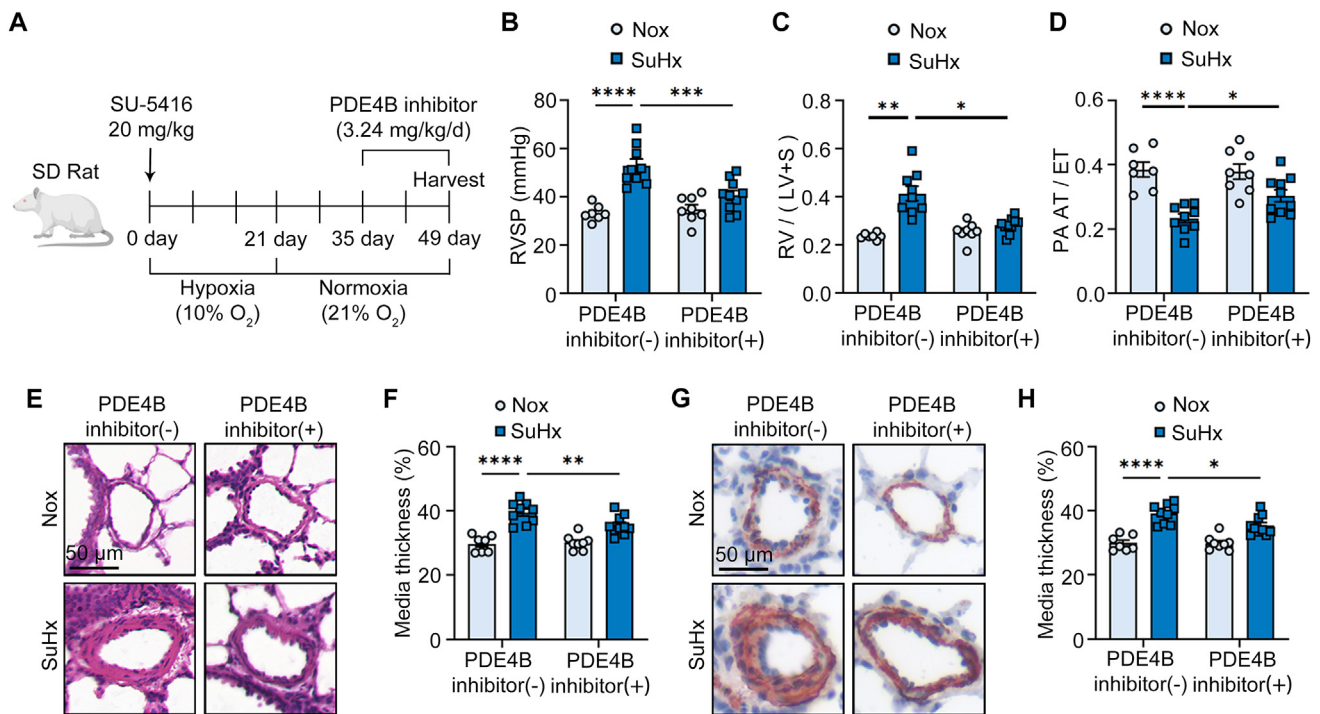 A
SU-5416
20 mg/kg
PDE4B inhibitor
(3.24 mg/kg/d)
SD Rat
Harvest
0 day
21 day
35 day
49 day
Hypoxia
(10% O₂)
Normoxia
(21% O₂)
B
Nox
SuHx
****
***
RVSP (mmHg)
80
60
40
20
0
PDE4B
inhibitor(-)
PDE4B
inhibitor(+)
C
Nox
SuHx
**
*
RV / ( LV+S )
0.8
0.6
0.4
0.2
0.0
PDE4B
inhibitor(-)
PDE4B
inhibitor(+)
D
Nox
SuHx
****
*
PA AT / ET
0.6
0.4
0.2
0.0
PDE4B
inhibitor(-)
PDE4B
inhibitor(+)
E
PDE4B
inhibitor(-)
PDE4B
inhibitor(+)
Nox
50 μm
SuHx
F
Nox
SuHx
****
**
Media thickness (%)
60
40
20
0
PDE4B
inhibitor(-)
PDE4B
inhibitor(+)
G
PDE4B
inhibitor(-)
PDE4B
inhibitor(+)
Nox
50 μm
SuHx
H
Nox
SuHx
****
*
Media thickness (%)
60
40
20
0
PDE4B
inhibitor(-)
PDE4B
inhibitor(+)